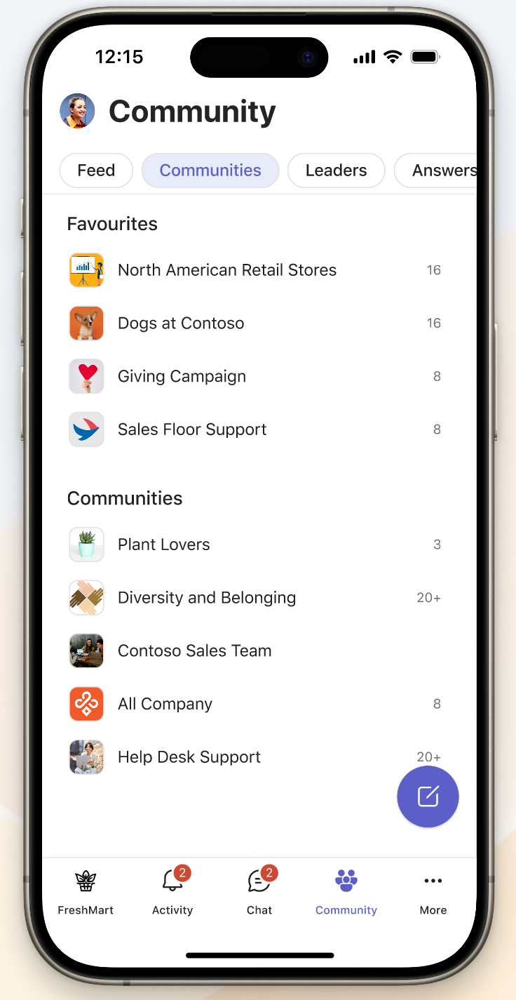 12:15
Community
Feed Communities Leaders Answers
Favourites
North American Retail Stores 16
Dogs at Contoso 16
Giving Campaign 8
Sales Floor Support 8
Communities
Plant Lovers 3
Diversity and Belonging 20+
Contoso Sales Team
All Company 8
Help Desk Support 20+
2 2
FreshMart Activity Chat Community More